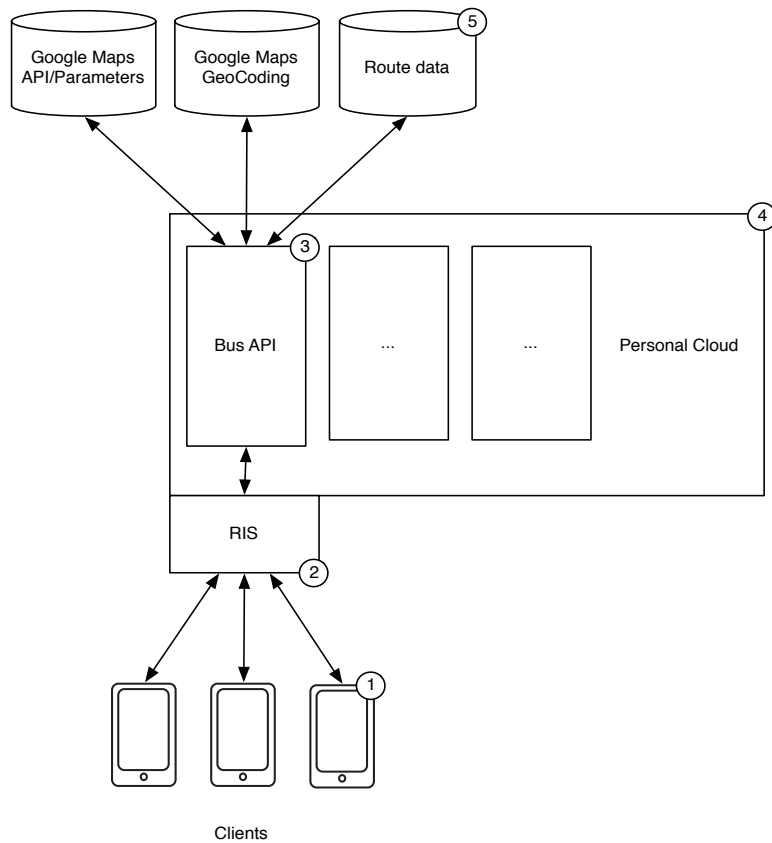 Google Maps
API/Parameters
Google Maps
GeoCoding
5
Route data
4
3
Bus API
...
...
Personal Cloud
RIS
2
1
Clients